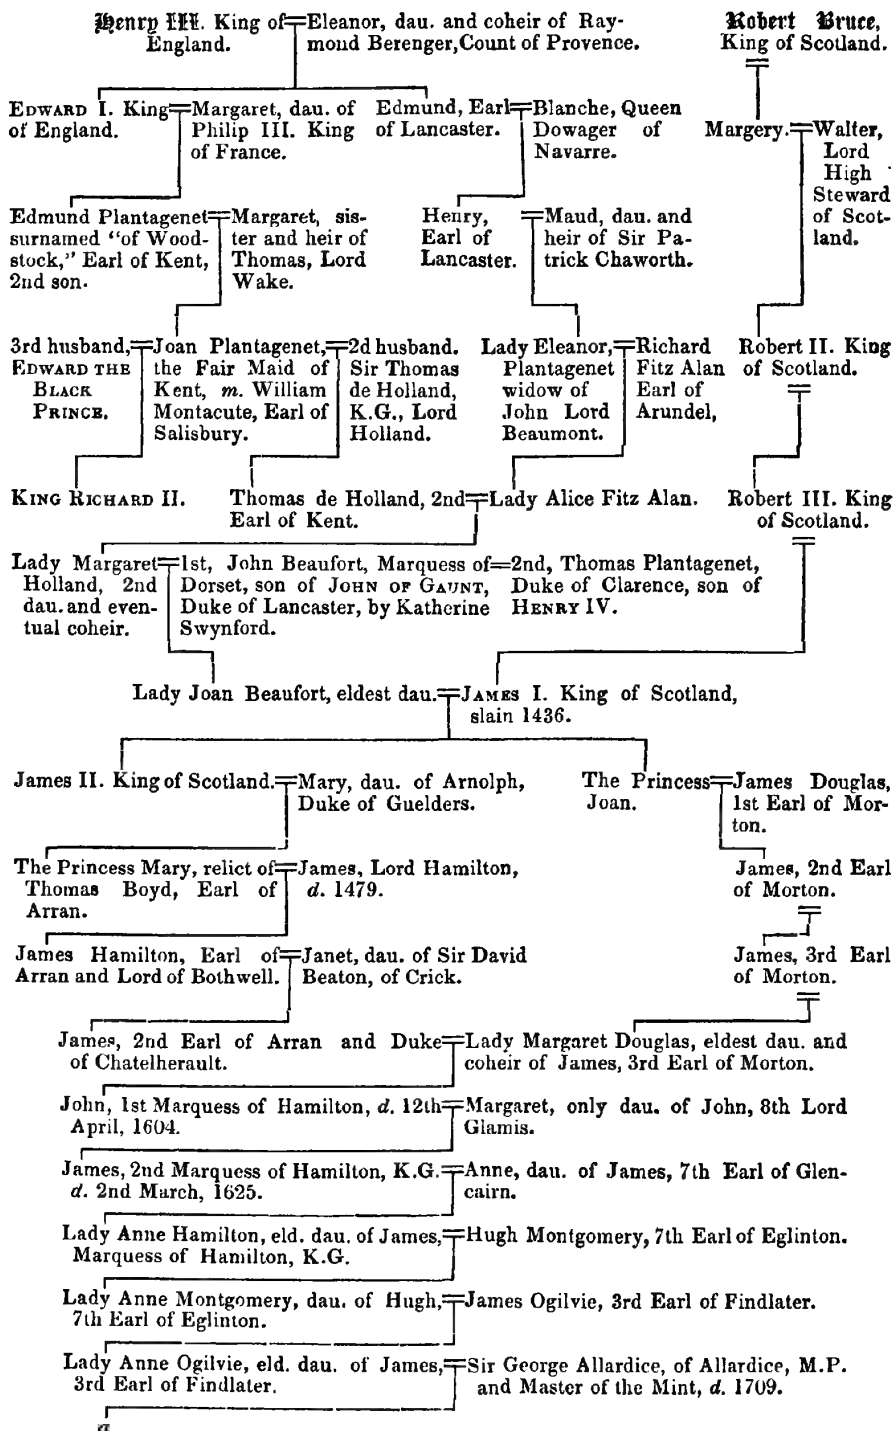 Henry III. King of England.
Eleanor, dau. and coheir of Ray-
mond Berenger, Count of Provence.
Robert Bruce,
King of Scotland.
EDWARD I. King
of England.
Margaret, dau. of
Philip III. King
of France.
Edmund, Earl
of Lancaster.
Blanche, Queen
Dowager of
Navarre.
Margery.
Walter,
Lord
High
Steward
of Scot-
land.
Edmund Plantagenet
surnamed "of Wood-
stock," Earl of Kent,
2nd son.
Margaret, sis-
ter and heir of
Thomas, Lord
Wake.
Henry,
Earl of
Lancaster.
Maud, dau. and
heir of Sir Pa-
trick Chaworth.
3rd husband,
EDWARD THE
BLACK
PRINCE.
Joan Plantagenet,
the Fair Maid of
Kent, m. William
Montacute, Earl of
Salisbury.
2d husband.
Sir Thomas
de Holland,
K.G., Lord
Holland.
Lady Eleanor,
Plantagenet
widow of
John Lord
Beaumont.
Richard
Fitz Alan
Earl of
Arundel,
Robert II. King
of Scotland.
KING RICHARD II.
Thomas de Holland, 2nd
Earl of Kent.
Lady Alice Fitz Alan.
Robert III. King
of Scotland.
Lady Margaret
Holland, 2nd
dau. and even-
tual coheir.
1st, John Beaufort, Marquess of
Dorset, son of JOHN OF GAUNT,
Duke of Lancaster, by Katherine
Swynford.
2nd, Thomas Plantagenet,
Duke of Clarence, son of
HENRY IV.
Lady Joan Beaufort, eldest dau.
JAMES I. King of Scotland,
slain 1436.
James II. King of Scotland.
Mary, dau. of Arnolph,
Duke of Guelders.
The Princess
Joan.
James Douglas,
1st Earl of Mor-
ton.
The Princess Mary, relict of
Thomas Boyd, Earl of
Arran.
James, Lord Hamilton,
d. 1479.
James, 2nd Earl
of Morton.
James Hamilton, Earl of
Arran and Lord of Bothwell.
Janet, dau. of Sir David
Beaton, of Crick.
James, 3rd Earl
of Morton.
James, 2nd Earl of Arran and Duke
of Chatelherault.
Lady Margaret Douglas, eldest dau. and
coheir of James, 3rd Earl of Morton.
John, 1st Marquess of Hamilton, d. 12th
April, 1604.
Margaret, only dau. of John, 8th Lord
Glamis.
James, 2nd Marquess of Hamilton, K.G.
d. 2nd March, 1625.
Anne, dau. of James, 7th Earl of Glen-
cairn.
Lady Anne Hamilton, eld. dau. of James,
Marquess of Hamilton, K.G.
Hugh Montgomery, 7th Earl of Eglinton.
Lady Anne Montgomery, dau. of Hugh,
7th Earl of Eglinton.
James Ogilvie, 3rd Earl of Findlater.
Lady Anne Ogilvie, eld. dau. of James,
3rd Earl of Findlater.
Sir George Allardice, of Allardice, M.P.
and Master of the Mint, d. 1709.
a